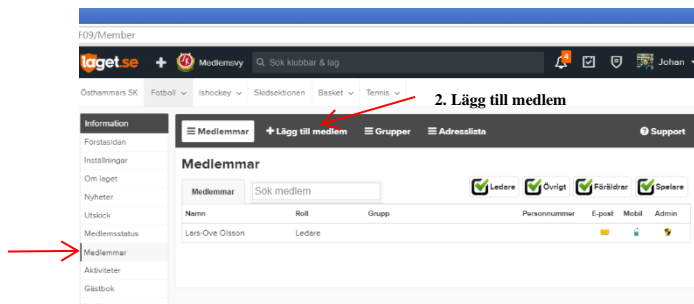 F09/Member
laget.se + Medlemsvy Sök klubbar & lag 4 Johan
Östhammars SK Fotboll Ishockey Skidsektionen Basket Tennis
2. Lägg till medlem
Information
Medlemmar + Lägg till medlem Grupper Adresslista Support
Förstasidan
Inställningar
Medlemmar
Om laget
Medlemmar Sök medlem Ledare Övrigt Föräldrar Spelare
Nyheter
Utskick
Namn Roll Grupp Personnummer E-post Mobil Admin
Medlemsstatus
Lars-Ove Olsson Ledare
Medlemmar
Aktiviteter
Gästbok